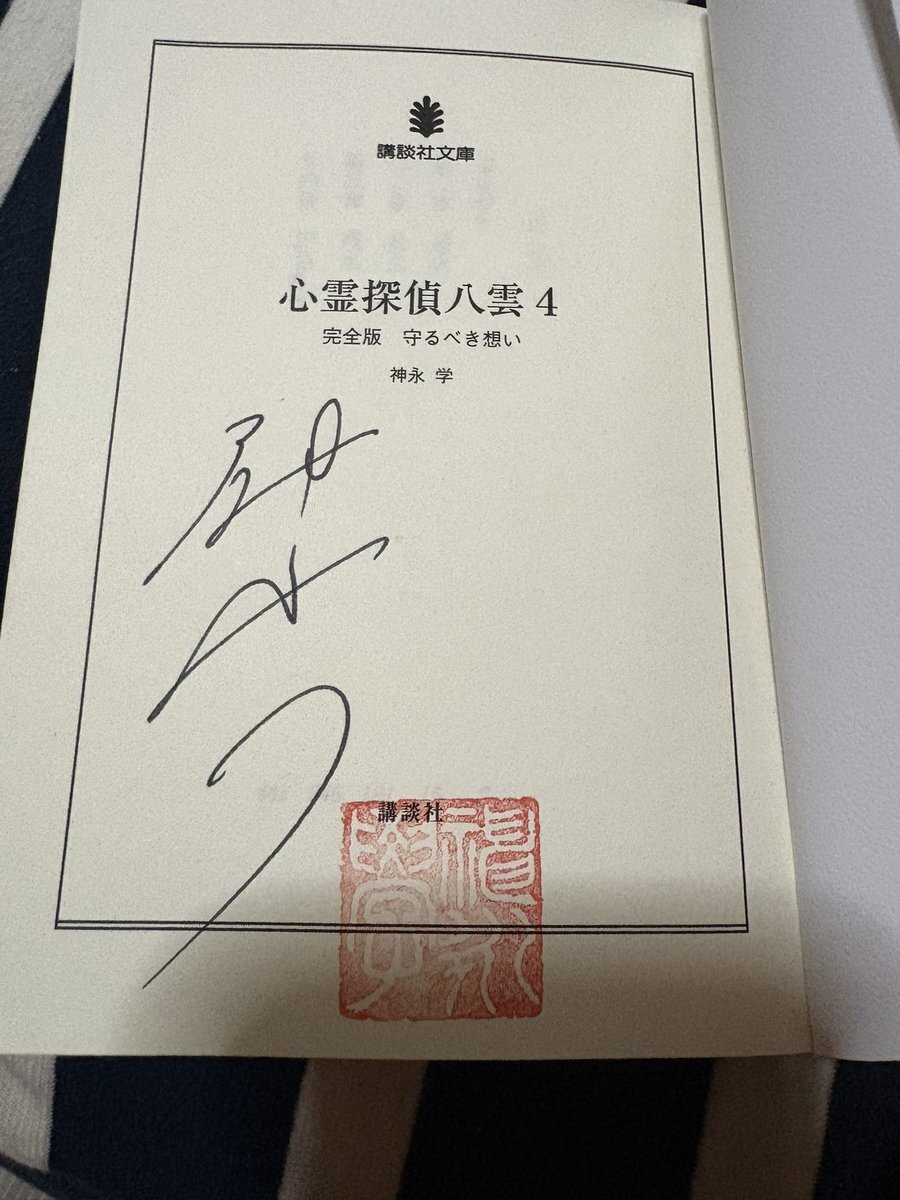 講談社文庫
心霊探偵八雲 4
完全版　守るべき想い
神永 学
講談社